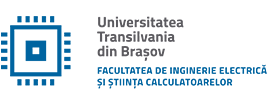 Universitatea
Transilvania
din Brașov
FACULTATEA DE INGINERIE ELECTRICĂ
ȘI ȘTIINȚA CALCULATOARELOR